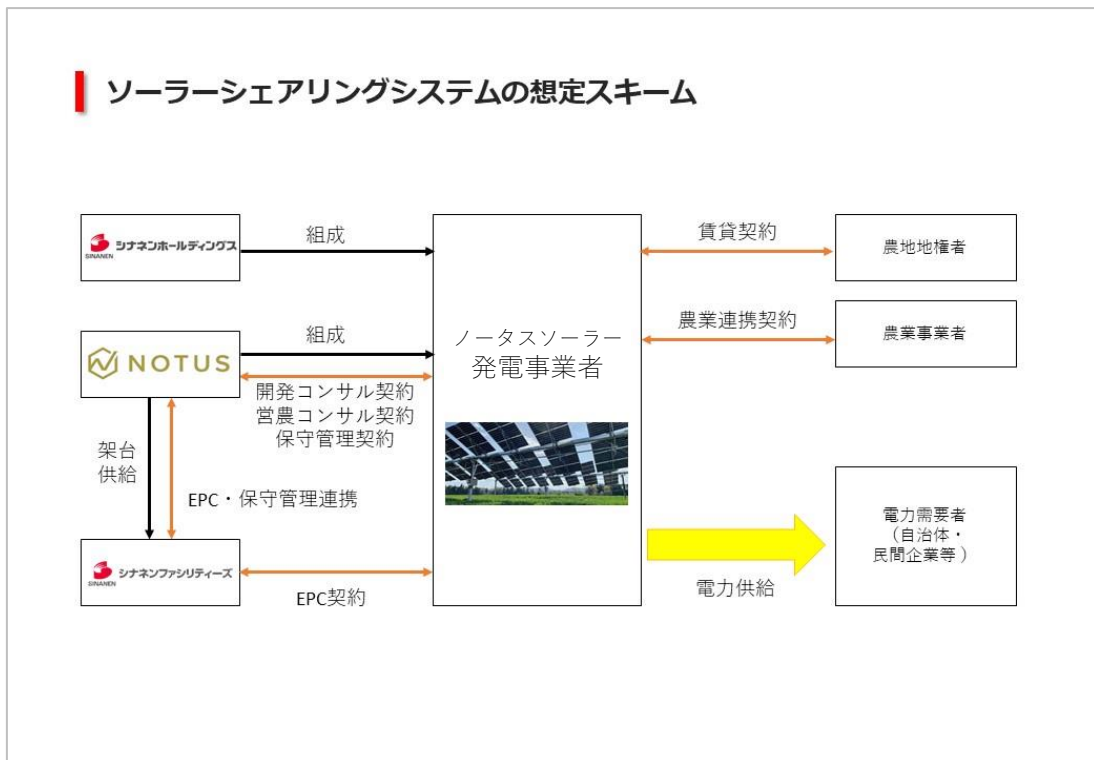 ソーラーシェアリングシステムの想定スキーム
シナネンホールディングス
SINANEN
組成
賃貸契約
農地地権者
NOTUS
組成
開発コンサル契約
営農コンサル契約
保守管理契約
ノータスソーラー
発電事業者
農業連携契約
農業事業者
架台
供給
EPC・保守管理連携
シナネンファシリティーズ
SINANEN
EPC契約
電力供給
電力需要者
（自治体・
民間企業等）